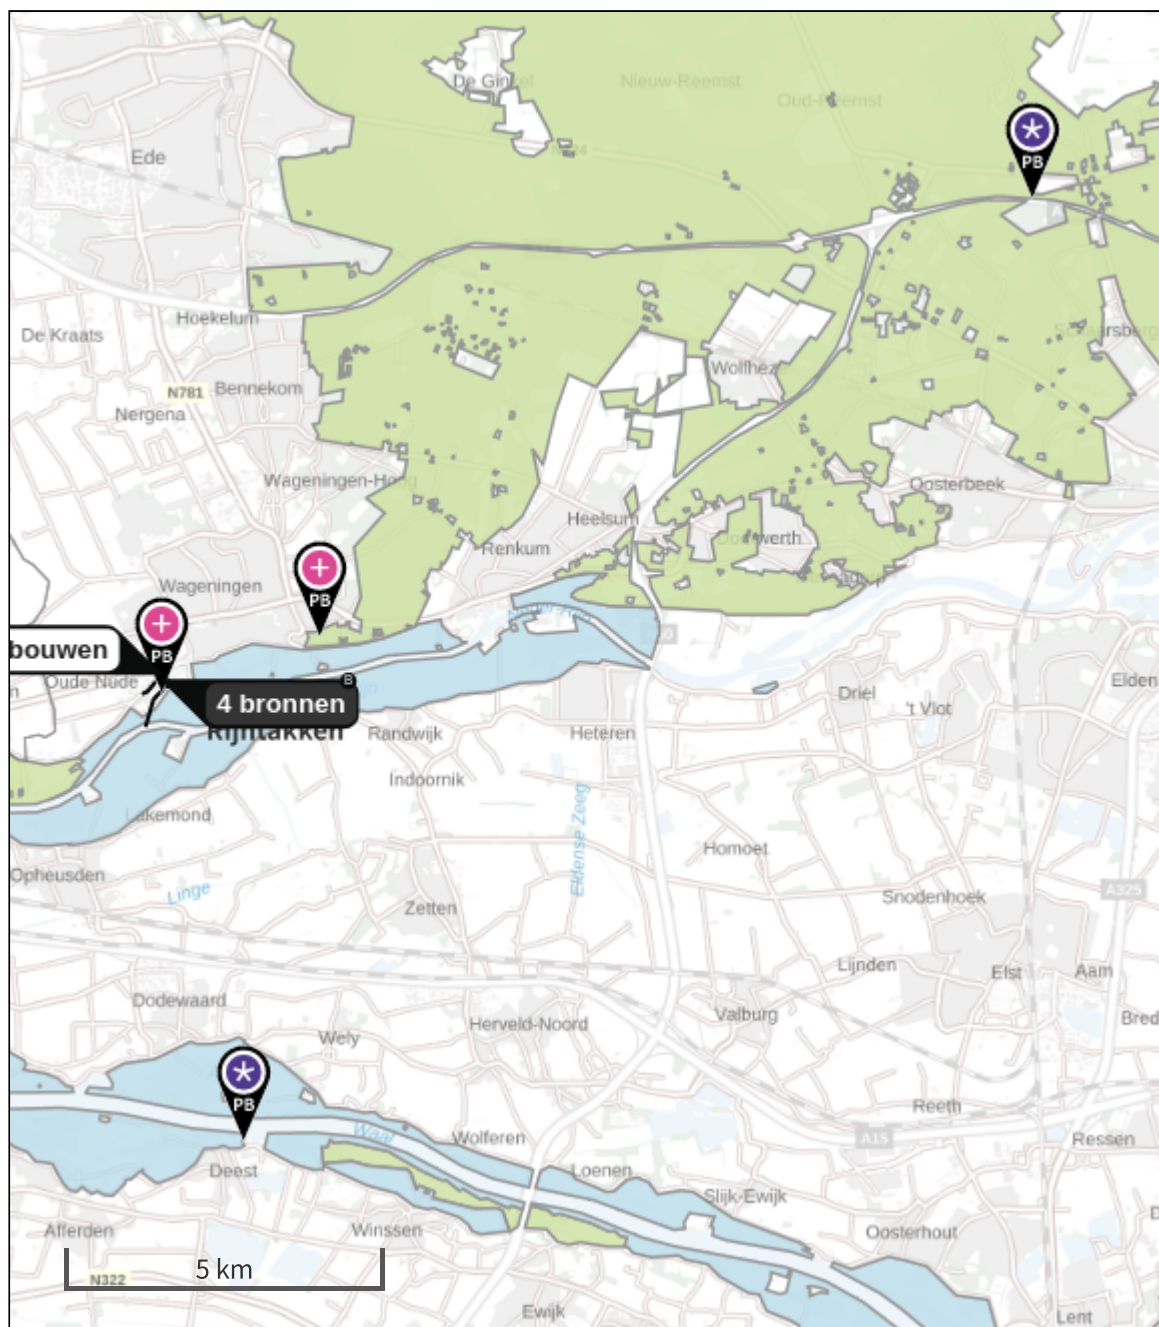 De Ginkel
Nieuw-Reemst
Oud-Reemst
PB
Ede
Hoekelum
De Kraats
Wolfhez
N781
Bennekom
Nergena
Wageningen-Hoog
Oosterbeek
Heelsum
Renkum
Wageningen
PB
PB
bouwen
Oude Nude
B
4 bronnen
Rijntakken
Randwijk
Heteren
Driel
't Vlot
Elden
Indoornik
Lakemond
Eldense Zeeg
Homoet
Opheusden
Linge
Zetten
Snodenhoek
A325
Lijnden
Elst
Aam
Dodewaard
Herveld-Noord
Valburg
Bred
Wely
PB
Reeth
Waal
Wolferen
A15
Ressen
Deest
Loenen
Slijk-Ewijk
Afferden
Winssen
Oosterhout
5 km
N322
Ewijk
Lent